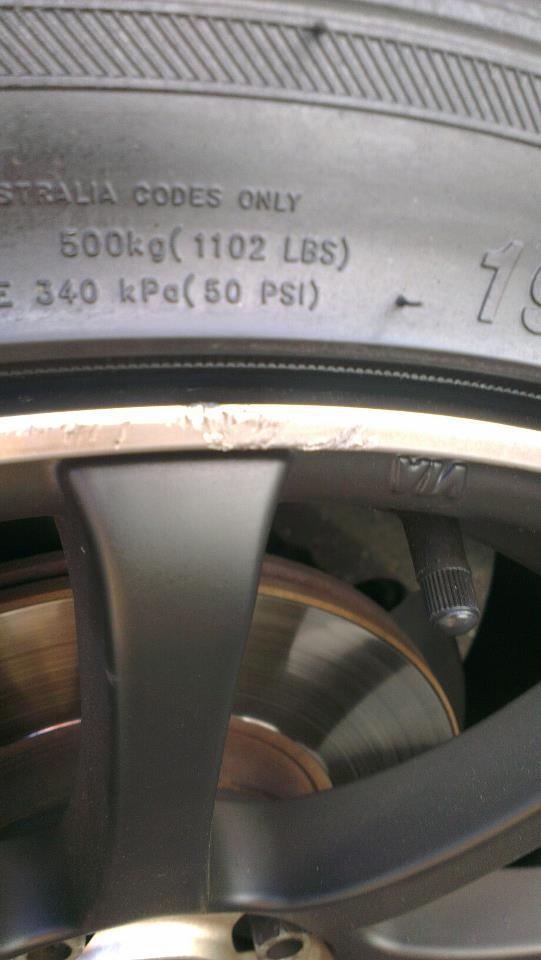 STRALIA CODES ONLY
500kg(1102 LBS)
E 340 kPa(50 PSI)
19